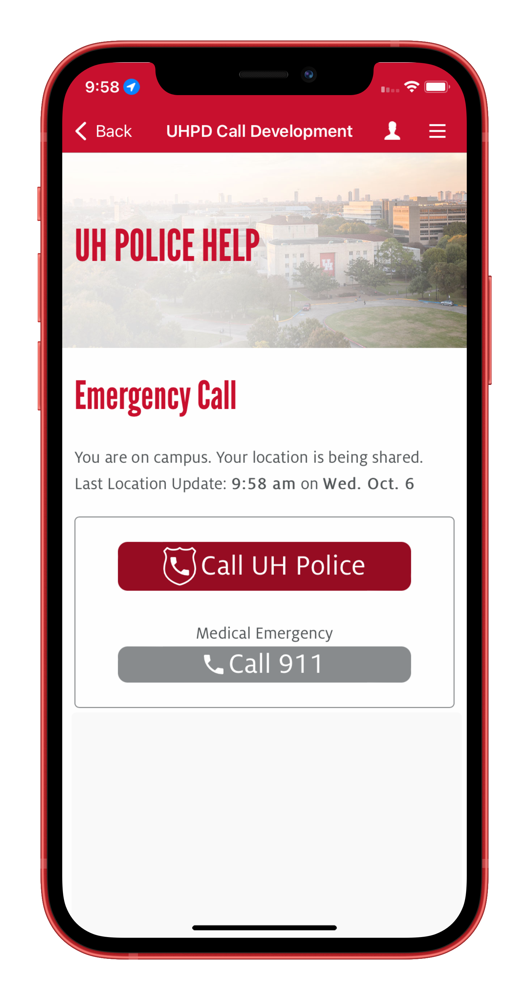 9:58
Back
UHPD Call Development
UH POLICE HELP
UH
Emergency Call
You are on campus. Your location is being shared.
Last Location Update: 9:58 am on Wed. Oct. 6
Call UH Police
Medical Emergency
Call 911